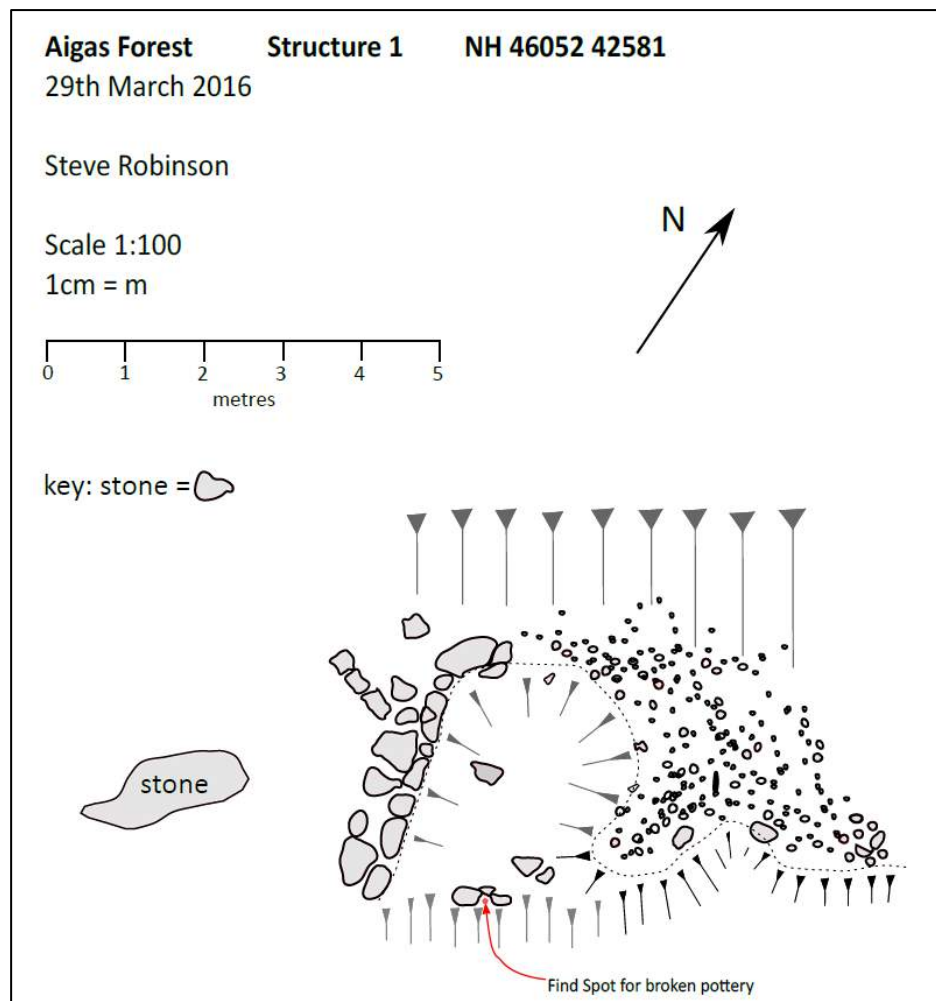 Aigas Forest Structure 1 NH 46052 42581
29th March 2016
Steve Robinson
N
Scale 1:100
1cm = m
0 1 2 3 4 5
metres
key: stone =
stone
Find Spot for broken pottery